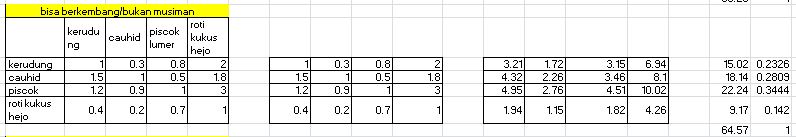 bisa berkembang/bukan musiman
kerudung cauhid piscok lumer roti kukus hejo
kerudung 1 0.3 0.8 2 1 0.3 0.8 2 3.21 1.72 3.15 6.94 15.02 0.2326
cauhid 1.5 1 0.5 1.8 1.5 1 0.5 1.8 4.32 2.26 3.46 8.1 18.14 0.2809
piscok 1.2 0.9 1 3 1.2 0.9 1 3 4.95 2.76 4.51 10.02 22.24 0.3444
roti kukus hejo 0.4 0.2 0.7 1 0.4 0.2 0.7 1 1.94 1.15 1.82 4.26 9.17 0.142
64.57 1